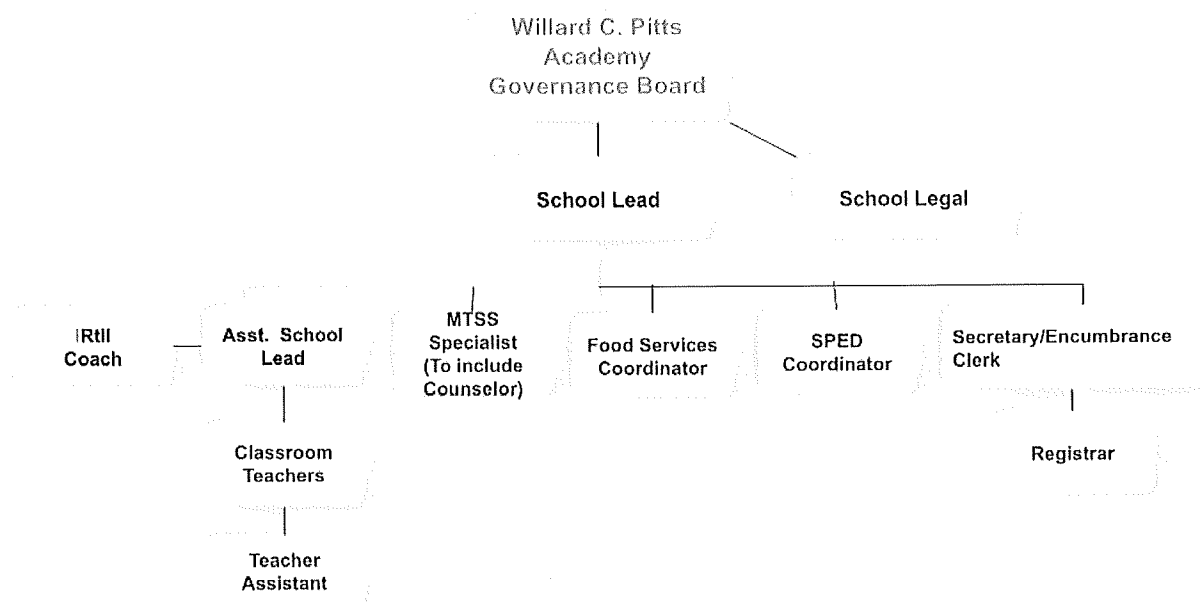 Willard C. Pitts
Academy
Governance Board
School Lead
School Legal
IRtII
Coach
Asst. School
Lead
MTSS
Specialist
(To include
Counselor)
Food Services
Coordinator
SPED
Coordinator
Secretary/Encumbrance
Clerk
Classroom
Teachers
Registrar
Teacher
Assistant